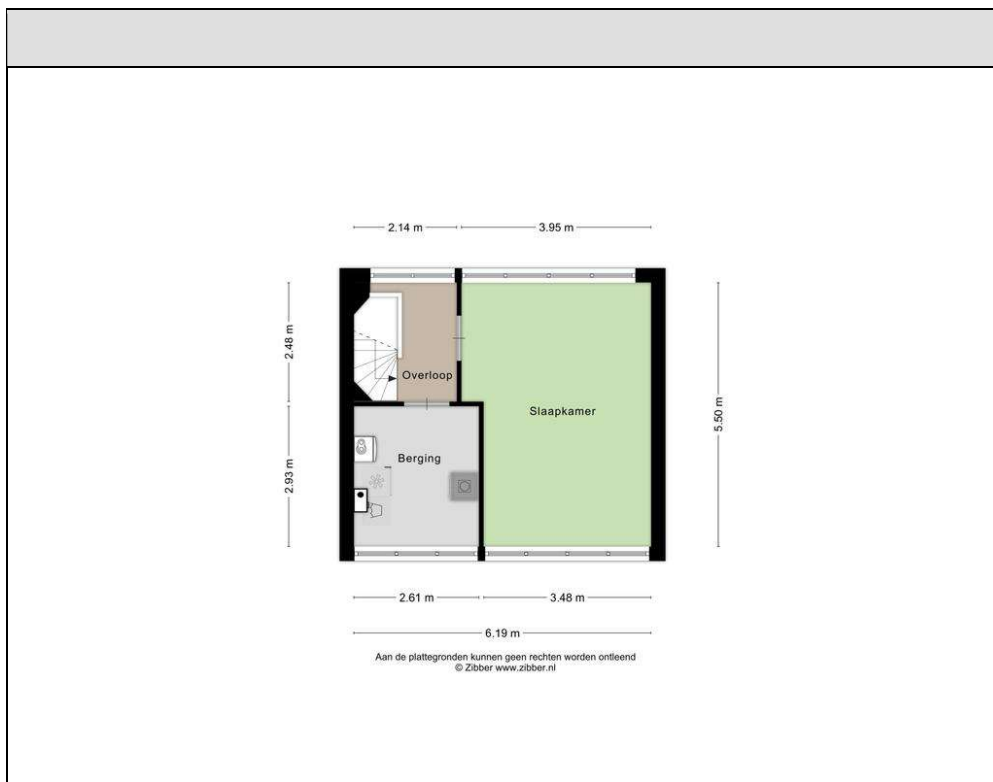 2.14 m
3.95 m
2.48 m
Overloop
Slaapkamer
5.50 m
Berging
2.93 m
2.61 m
3.48 m
6.19 m
Aan de plattegronden kunnen geen rechten worden ontleend
© Zibber www.zibber.nl